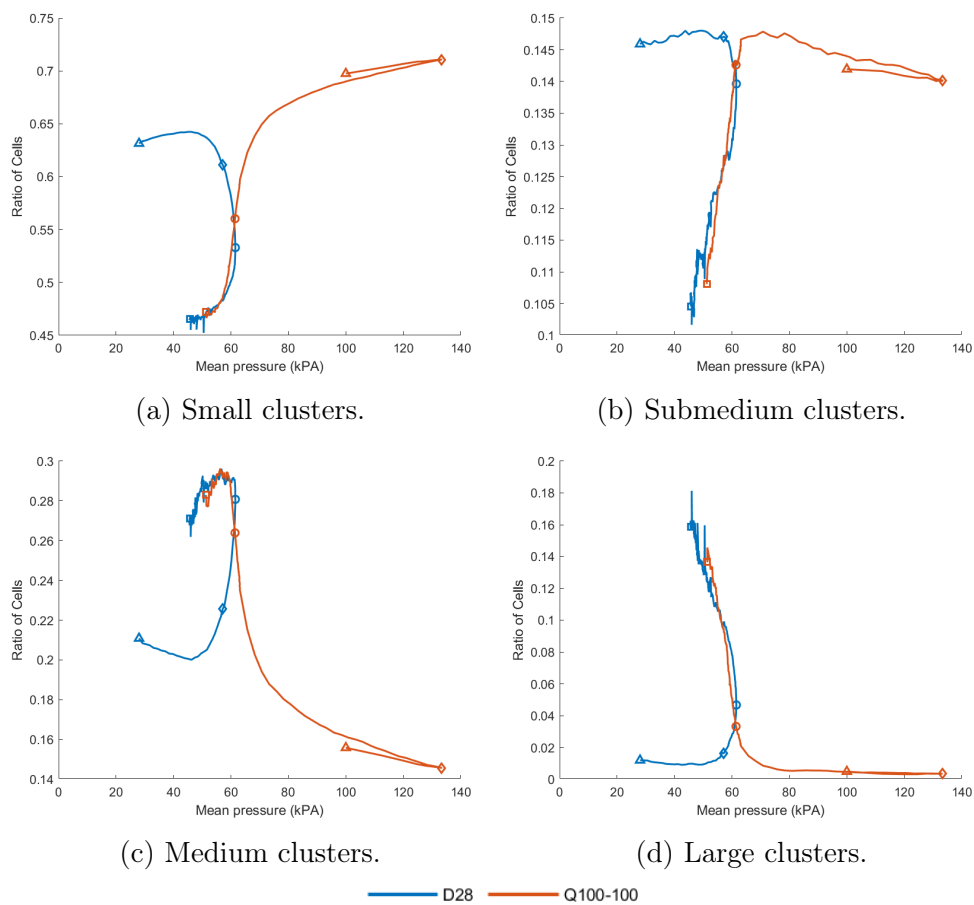 0.75
0.7
0.65
0.6
0.55
0.5
0.45
Ratio of Cells
0 20 40 60 80 100 120 140
Mean pressure (kPA)
(a) Small clusters.
0.15
0.145
0.14
0.135
0.13
0.125
0.12
0.115
0.11
0.105
0.1
Ratio of Cells
0 20 40 60 80 100 120 140
Mean pressure (kPA)
(b) Submedium clusters.
0.3
0.28
0.26
0.24
0.22
0.2
0.18
0.16
0.14
Ratio of Cells
0 20 40 60 80 100 120 140
Mean pressure (kPA)
(c) Medium clusters.
0.2
0.18
0.16
0.14
0.12
0.1
0.08
0.06
0.04
0.02
0
Ratio of Cells
0 20 40 60 80 100 120 140
Mean pressure (kPA)
(d) Large clusters.
D28 Q100-100